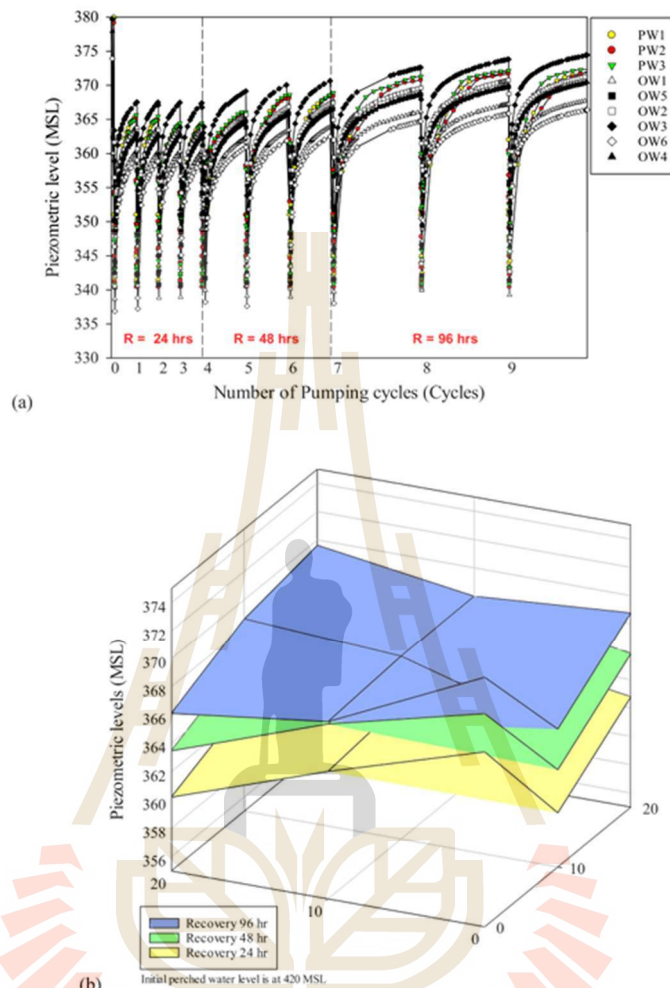 380
375
370
365
360
355
350
345
340
335
330
Piezometric level (MSL)
PW1
PW2
PW3
OW1
OW5
OW2
OW3
OW6
OW4
R = 24 hrs
R = 48 hrs
R = 96 hrs
0 1 2 3 4 5 6 7 8 9
Number of Pumping cycles (Cycles)
(a)
374
372
370
368
366
364
362
360
358
356
Piezometric levels (MSL)
20
10
0
0
10
20
Recovery 96 hr
Recovery 48 hr
Recovery 24 hr
(b)
Initial perched water level is at 420 MSL